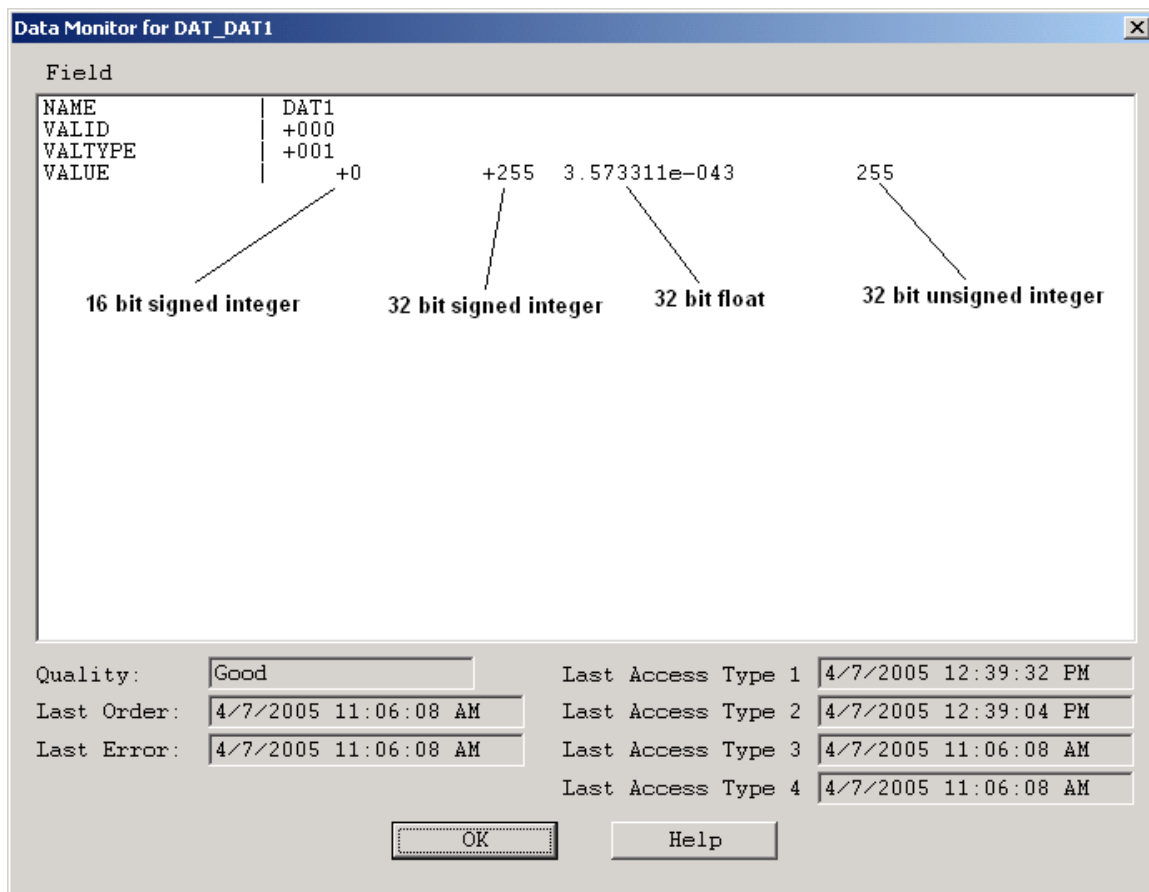 Data Monitor for DAT_DAT1
Field
NAME | DAT1
VALID | +000
VALTYPE | +001
VALUE | +0 +255 3.573311e-043 255
16 bit signed integer 32 bit signed integer 32 bit float 32 bit unsigned integer
Quality: Good Last Access Type 1 4/7/2005 12:39:32 PM
Last Order: 4/7/2005 11:06:08 AM Last Access Type 2 4/7/2005 12:39:04 PM
Last Error: 4/7/2005 11:06:08 AM Last Access Type 3 4/7/2005 11:06:08 AM
Last Access Type 4 4/7/2005 11:06:08 AM
OK Help